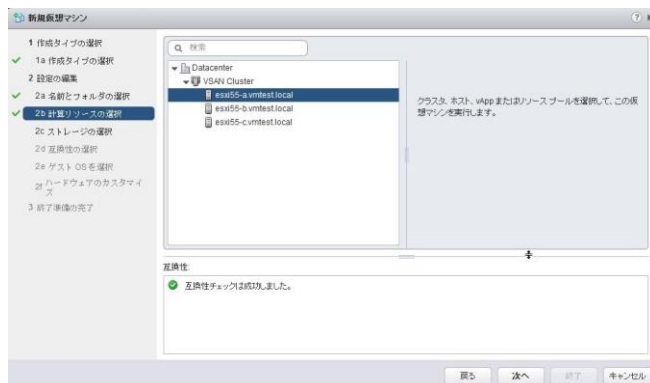 新規仮想マシン
1 作成タイプの選択
1a 作成タイプの選択
2 設定の編集
2a 名前とフォルダの選択
2b 計算リソースの選択
2c ストレージの選択
2d 互換性の選択
2e ゲスト OSを選択
2f ハードウェアのカスタマイ
ズ
3 終了準備の完了
検索
Datacenter
VSAN Cluster
esxi55-a.vmtest.local
esxi55-b.vmtest.local
esxi55-c.vmtest.local
クラスタ、ホスト、vApp またはリソース プールを選択して、この仮
想マシンを実行します。
互換性:
互換性チェックは成功しました。
戻る 次へ 終了 キャンセル